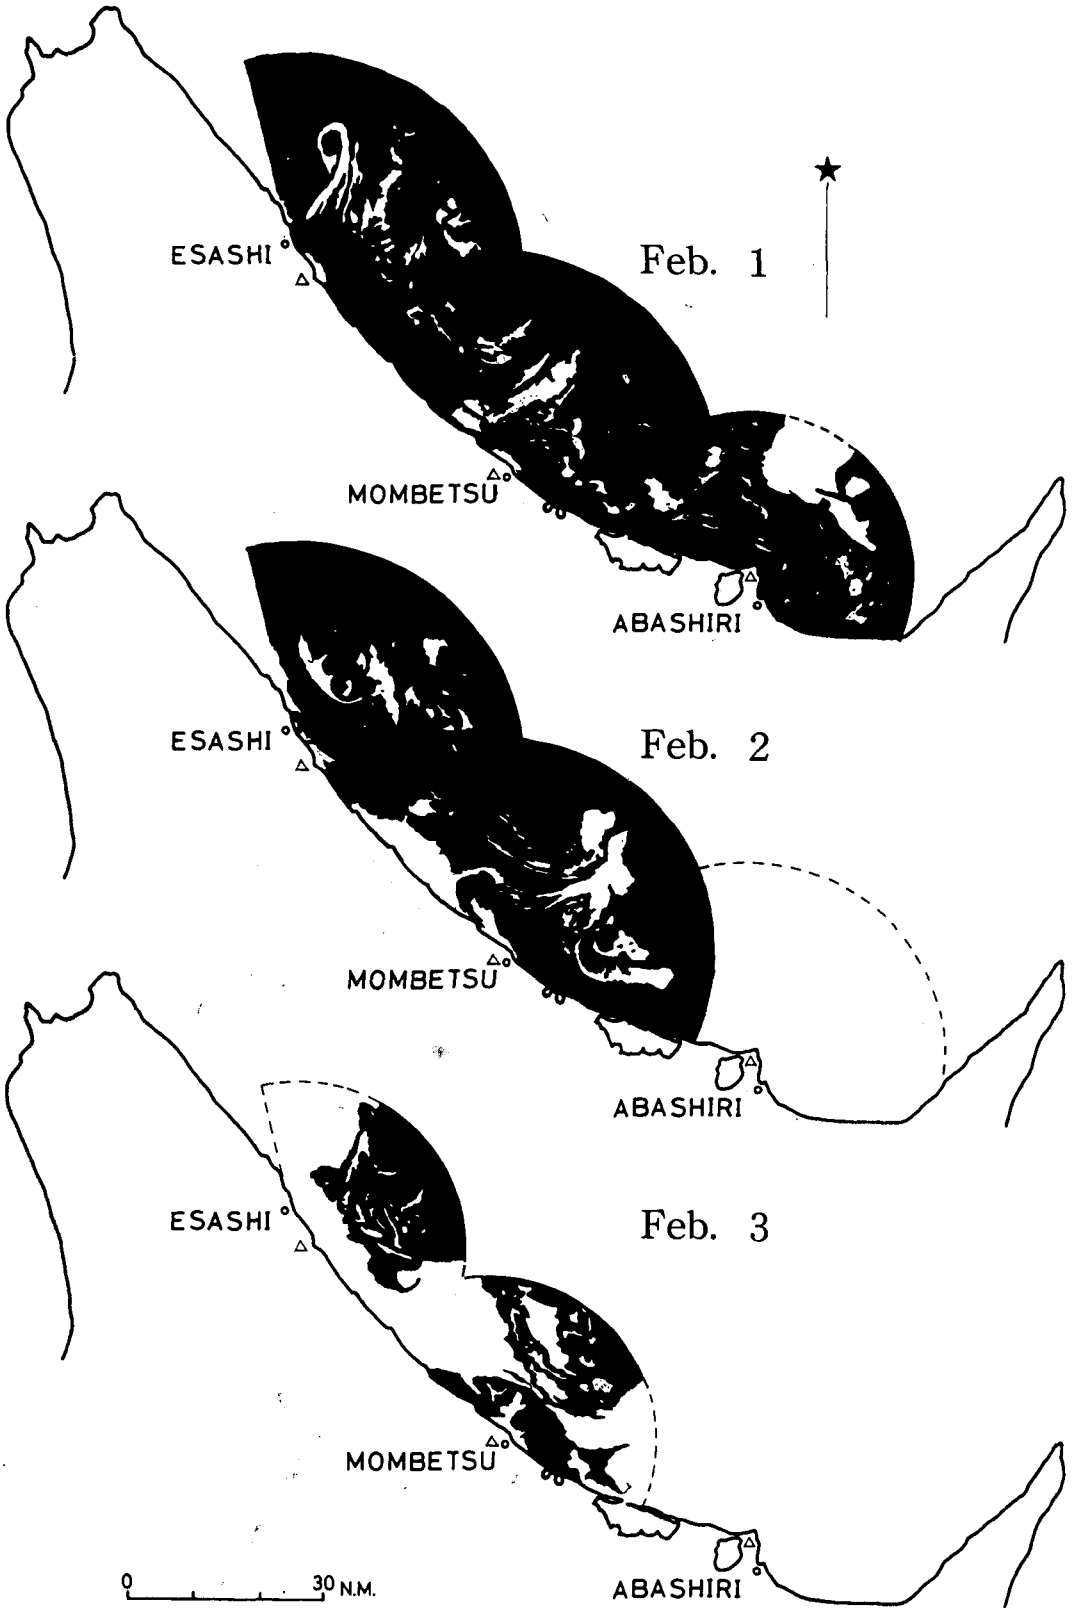 Feb. 1
ESASHI
MOMBETSU
ABASHIRI
Feb. 2
ESASHI
MOMBETSU
ABASHIRI
Feb. 3
ESASHI
MOMBETSU
ABASHIRI
0 30 N.M.